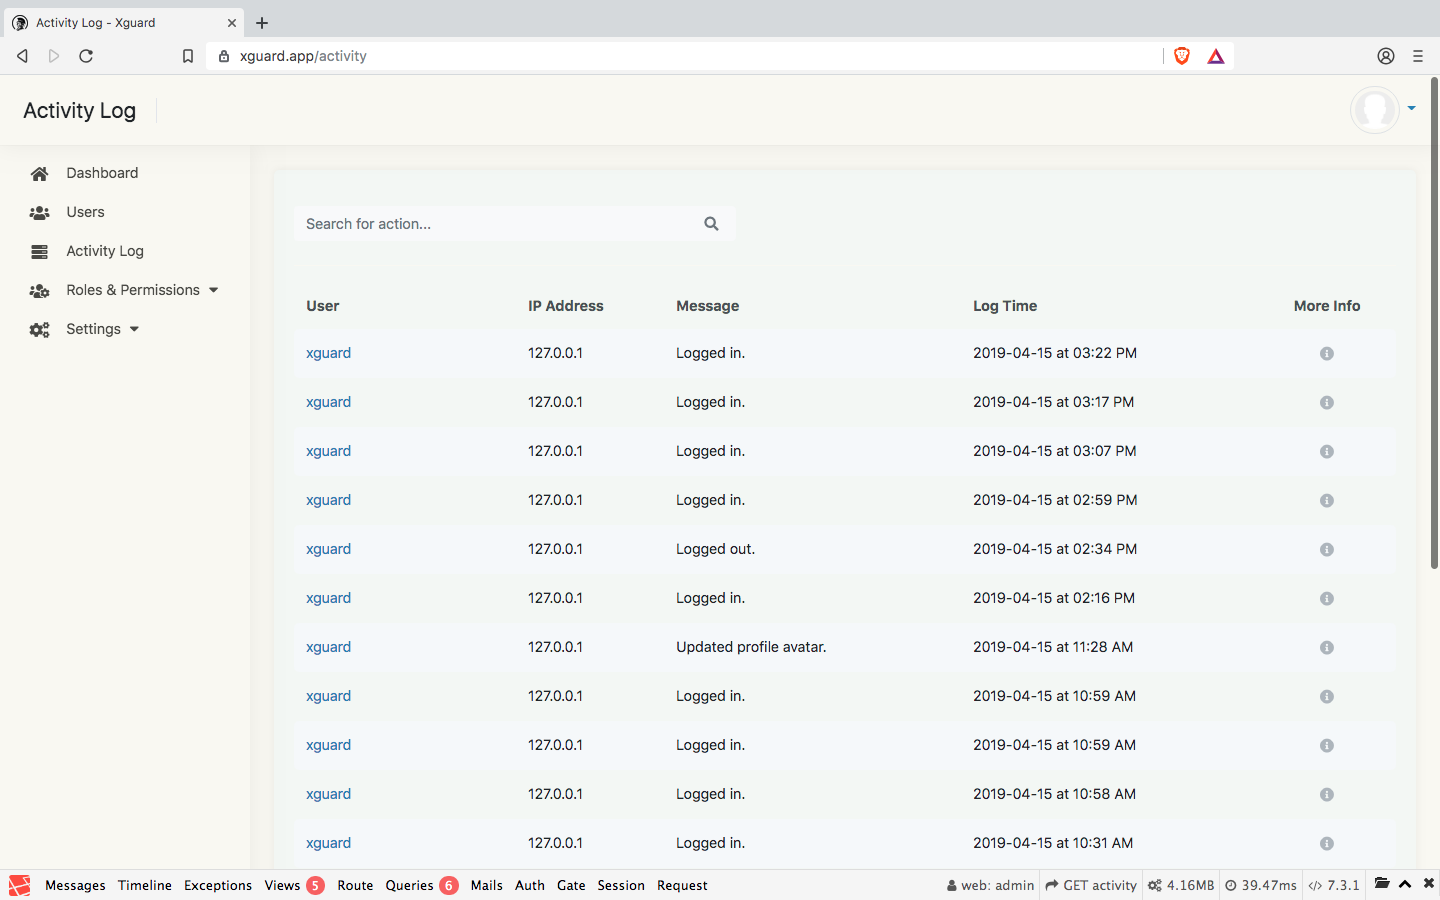 Activity Log - Xguard
xguard.app/activity
Activity Log
Dashboard
Users
Activity Log
Roles & Permissions
Settings
Search for action...
User IP Address Message Log Time More Info
xguard 127.0.0.1 Logged in. 2019-04-15 at 03:22 PM
xguard 127.0.0.1 Logged in. 2019-04-15 at 03:17 PM
xguard 127.0.0.1 Logged in. 2019-04-15 at 03:07 PM
xguard 127.0.0.1 Logged in. 2019-04-15 at 02:59 PM
xguard 127.0.0.1 Logged out. 2019-04-15 at 02:34 PM
xguard 127.0.0.1 Logged in. 2019-04-15 at 02:16 PM
xguard 127.0.0.1 Updated profile avatar. 2019-04-15 at 11:28 AM
xguard 127.0.0.1 Logged in. 2019-04-15 at 10:59 AM
xguard 127.0.0.1 Logged in. 2019-04-15 at 10:59 AM
xguard 127.0.0.1 Logged in. 2019-04-15 at 10:58 AM
xguard 127.0.0.1 Logged in. 2019-04-15 at 10:31 AM
Messages Timeline Exceptions Views 5 Route Queries 6 Mails Auth Gate Session Request web: admin GET activity 4.16MB 39.47ms 7.3.1